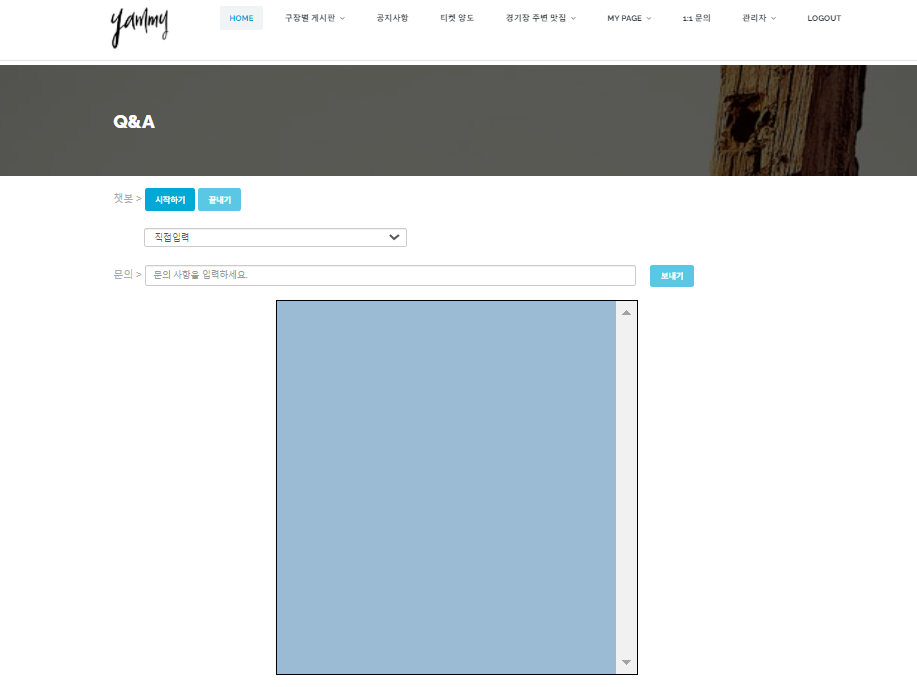 yammy
HOME 구장별 게시판 공지사항 티켓 양도 경기장 주변 맛집 MY PAGE 1:1 문의 관리자 LOGOUT
Q&A
챗봇 > 시작하기 끝내기
직접입력
문의 > 문의 사항을 입력하세요. 보내기